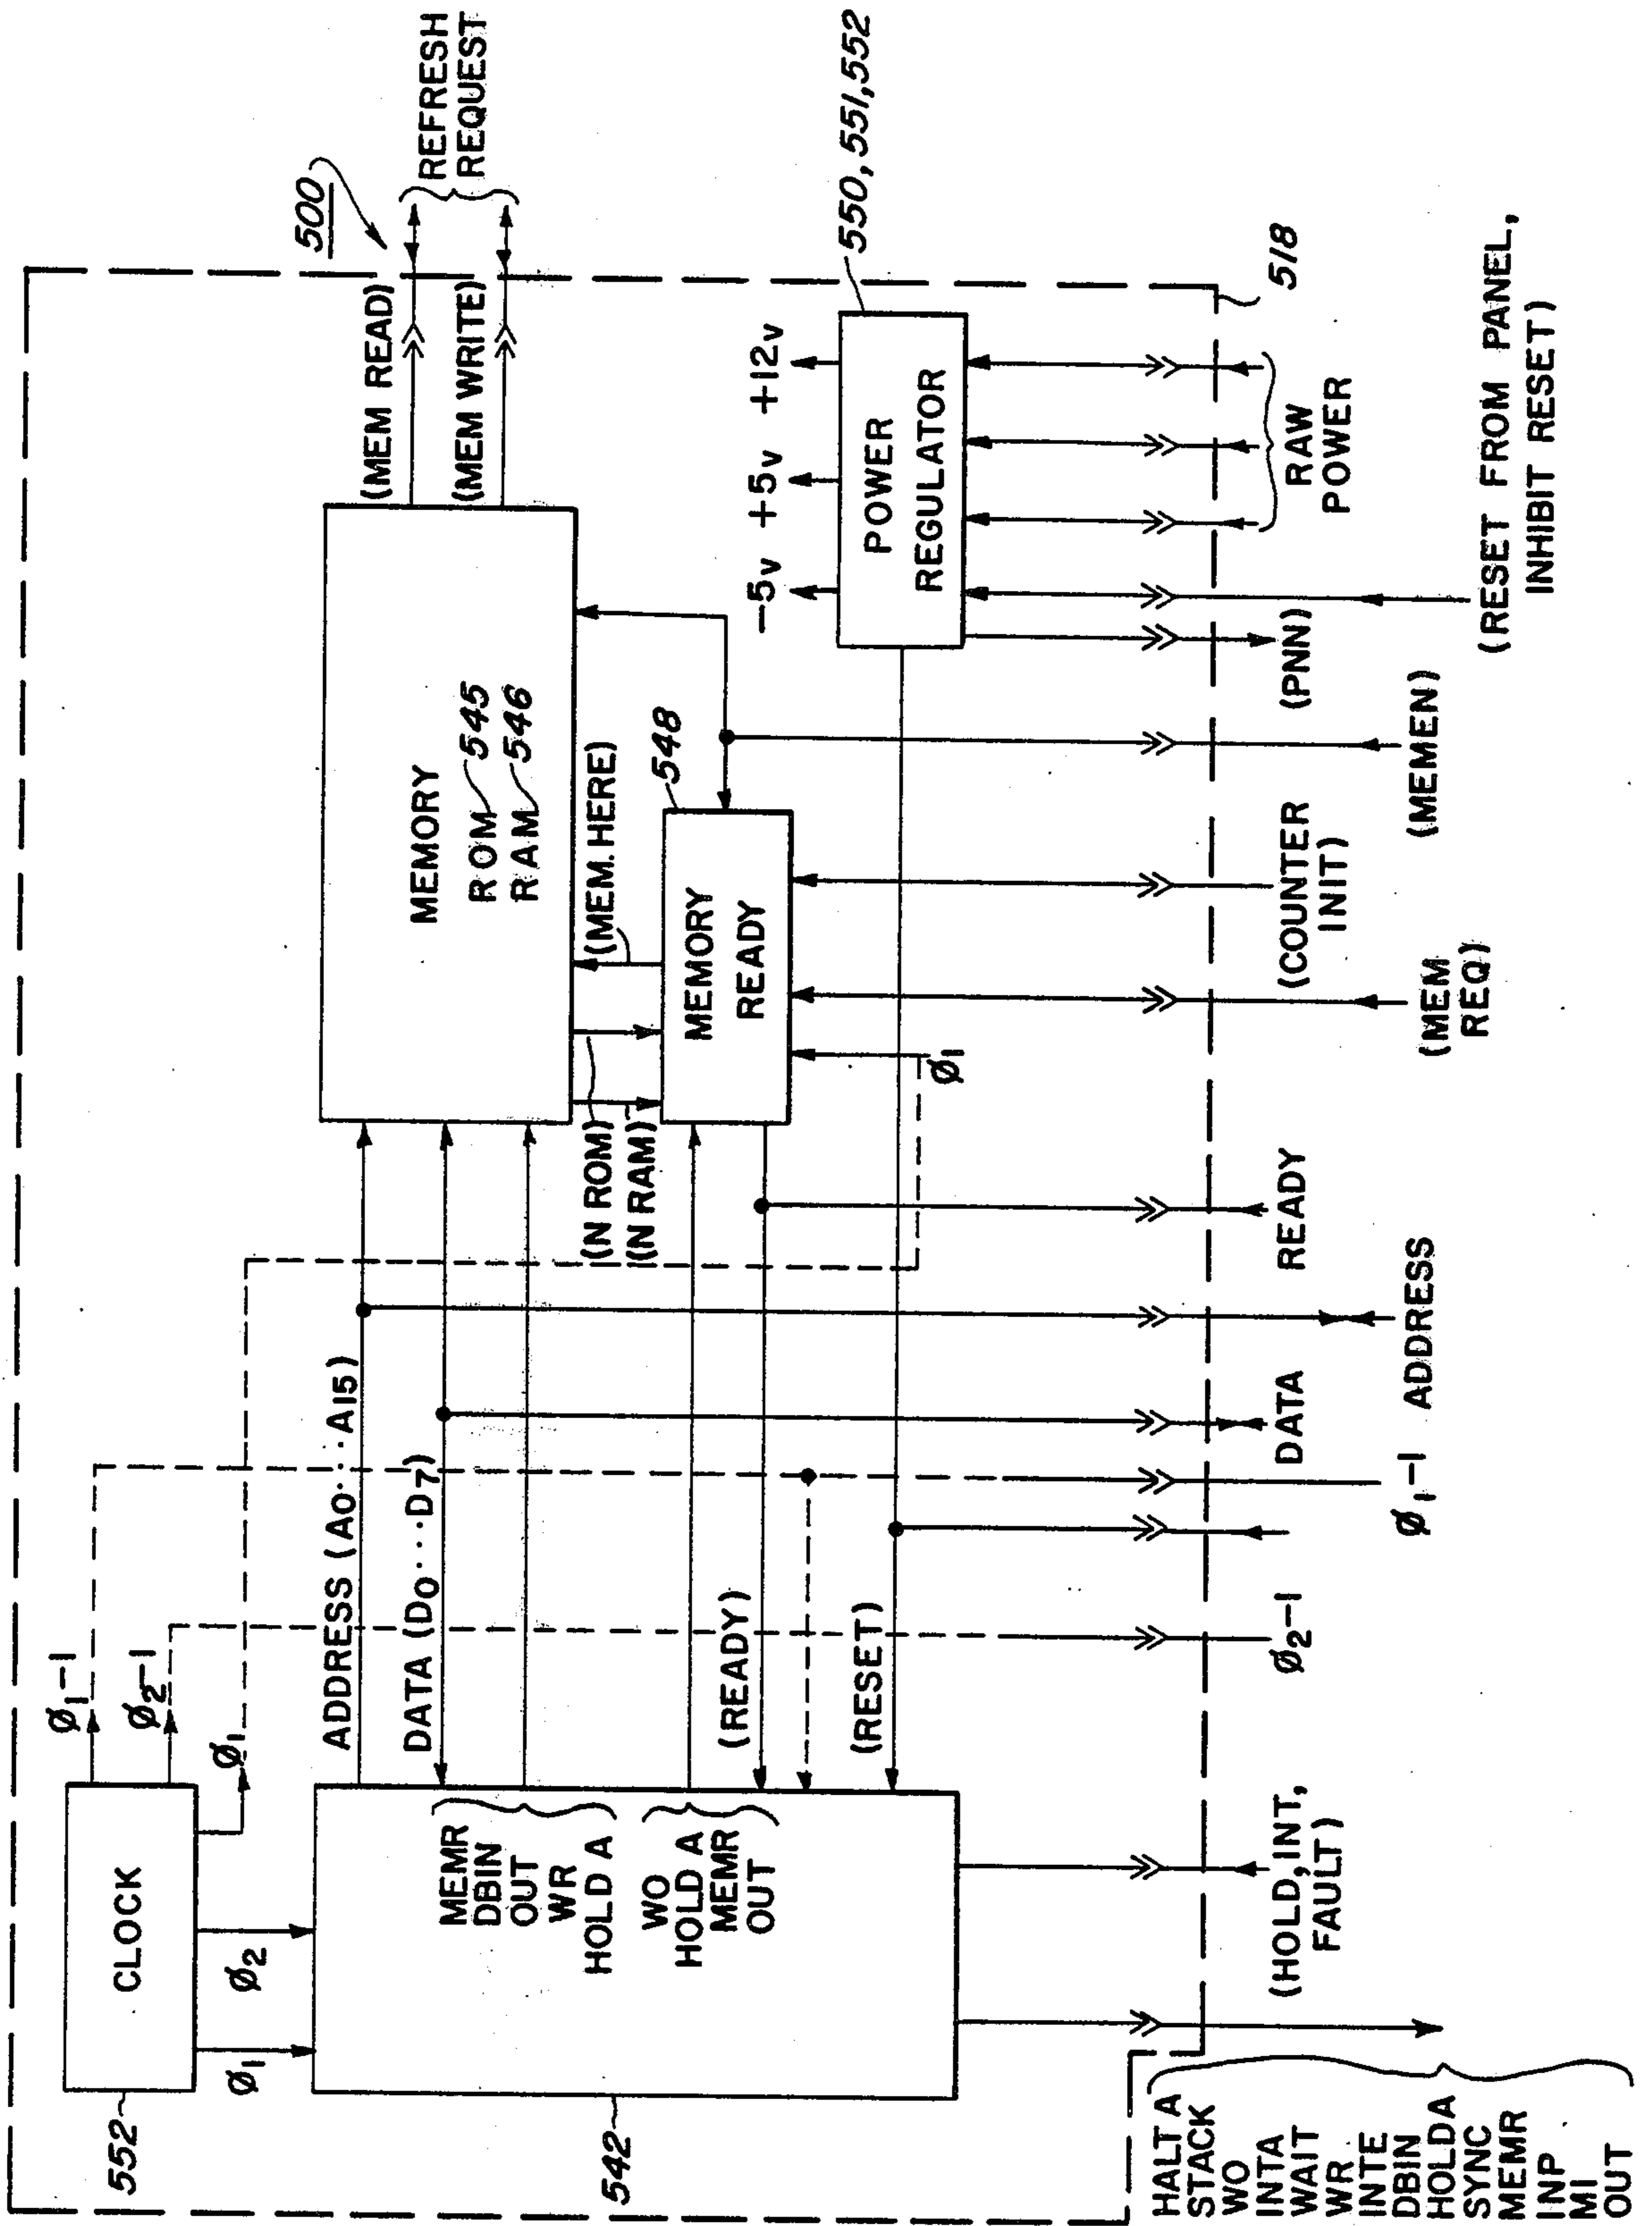 500
REFRESH
REQUEST
(MEM READ)
(MEM WRITE)
552
CLOCK
Ø1-1
Ø2-1
Ø1
Ø1
Ø2
542
MEMR
DBIN
OUT
WR
HOLD A
WO
HOLD A
MEMR
OUT
ADDRESS (A0···A15)
DATA (D0···D7)
(READY)
(RESET)
MEMORY
ROM 545
RAM 546
(N ROM)
(N RAM)
(MEM. HERE)
548
MEMORY
READY
Ø1
-5v +5v +12v
POWER
REGULATOR
550, 551, 552
518
HALT A
STACK
WO
INTA
WAIT
WR
INTE
DBIN
HOLDA
SYNC
MEMR
INP
MI
OUT
(HOLD, INT,
FAULT)
Ø2-1
Ø1-1
DATA
ADDRESS
READY
(MEM
REQ)
(COUNTER
INIT)
(MEMEN)
(PNN)
RAW
POWER
(RESET FROM PANEL,
INHIBIT RESET)